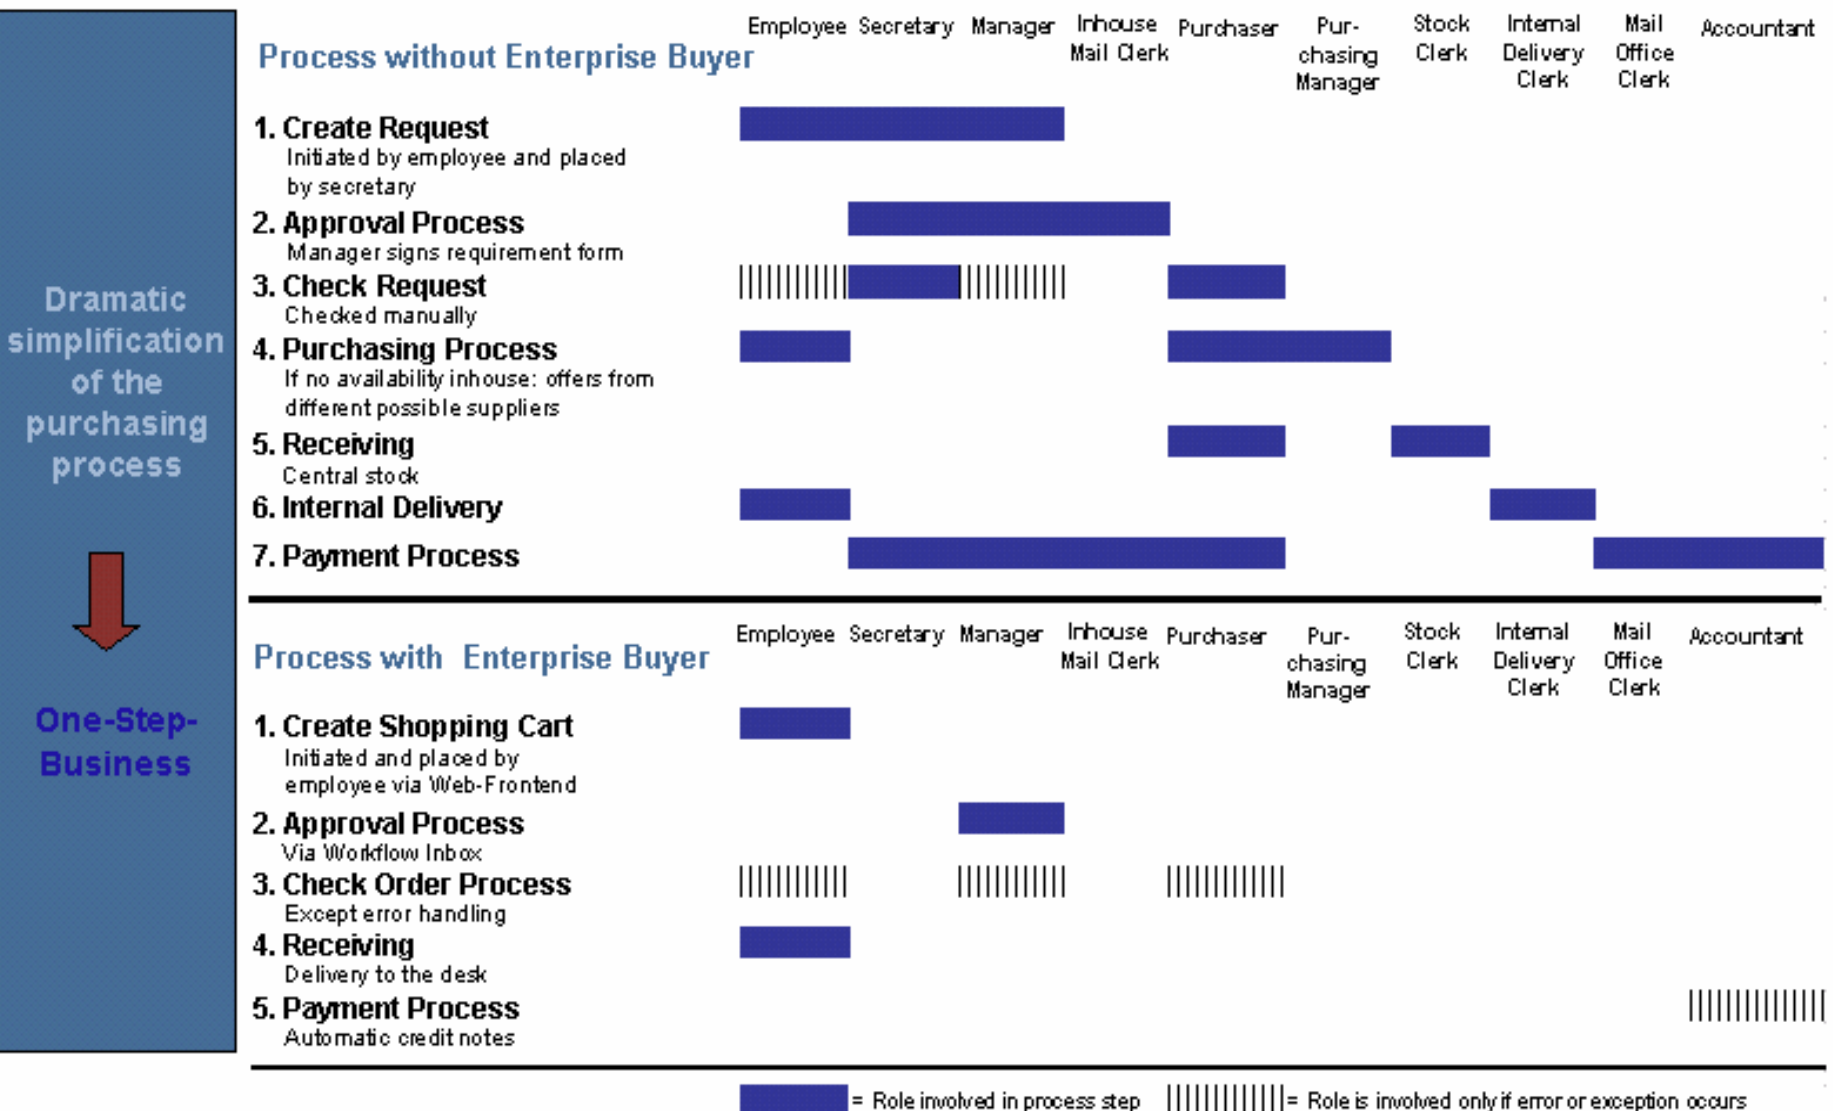 Dramatic
simplification
of the
purchasing
process
One-Step-
Business
Process without Enterprise Buyer
Employee
Secretary
Manager
Inhouse
Mail Clerk
Purchaser
Pur-
chasing
Manager
Stock
Clerk
Internal
Delivery
Clerk
Mail
Office
Clerk
Accountant
1. Create Request
Initiated by employee and placed
by secretary
2. Approval Process
Manager signs requirement form
3. Check Request
Checked manually
4. Purchasing Process
If no availability inhouse: offers from
different possible suppliers
5. Receiving
Central stock
6. Internal Delivery
7. Payment Process
Process with Enterprise Buyer
Employee
Secretary
Manager
Inhouse
Mail Clerk
Purchaser
Pur-
chasing
Manager
Stock
Clerk
Internal
Delivery
Clerk
Mail
Office
Clerk
Accountant
1. Create Shopping Cart
Initiated and placed by
employee via Web-Frontend
2. Approval Process
Via Workflow Inbox
3. Check Order Process
Except error handling
4. Receiving
Delivery to the desk
5. Payment Process
Automatic credit notes
= Role involved in process step
= Role is involved only if error or exception occurs